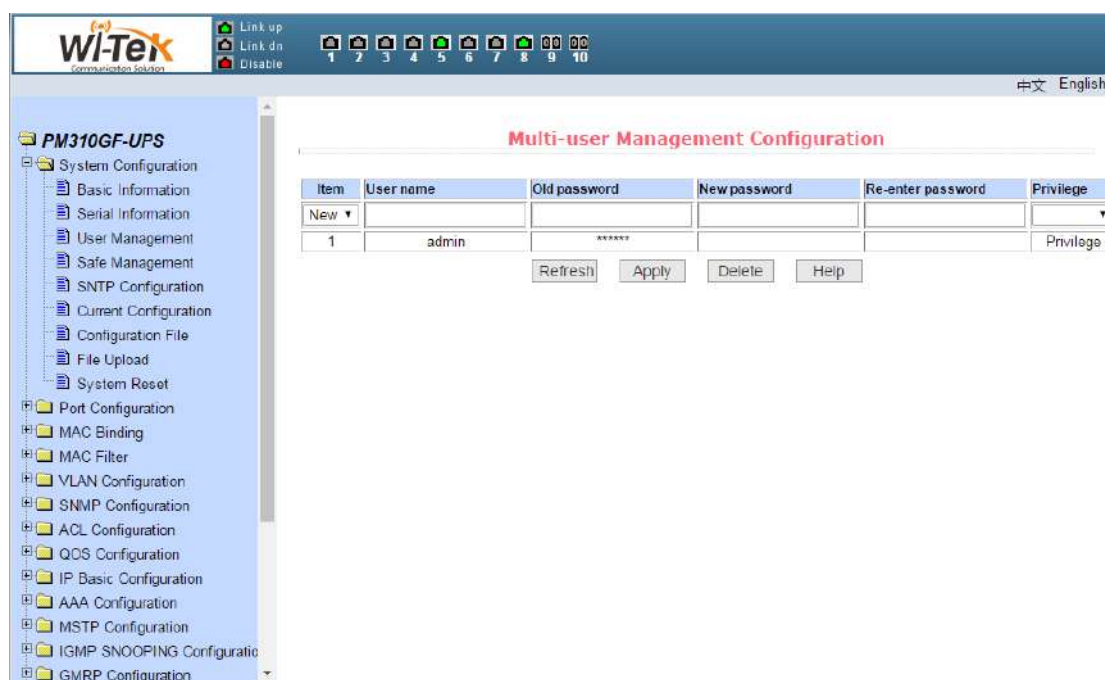 Wi-Tek
Communication Solution
Link up
Link dn
Disable
1 2 3 4 5 6 7 8 9 10
中文 English
PM310GF-UPS
System Configuration
Basic Information
Serial Information
User Management
Safe Management
SNTP Configuration
Current Configuration
Configuration File
File Upload
System Reset
Port Configuration
MAC Binding
MAC Filter
VLAN Configuration
SNMP Configuration
ACL Configuration
QOS Configuration
IP Basic Configuration
AAA Configuration
MSTP Configuration
IGMP SNOOPING Configuratio
GMRP Configuration
Multi-user Management Configuration
Item User name Old password New password Re-enter password Privilege
New
1 admin ****** Privilege
Refresh Apply Delete Help